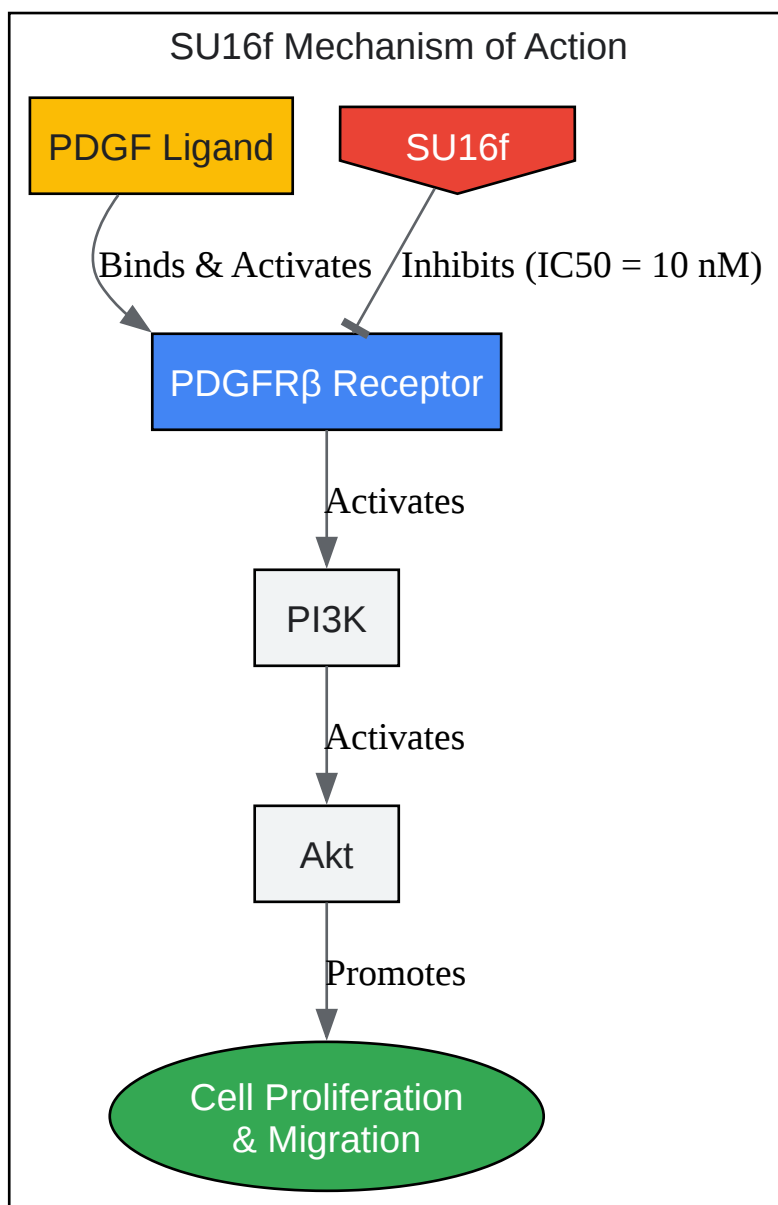 SU16f Mechanism of Action
PDGF Ligand
SU16f
Binds & Activates
Inhibits (IC50 = 10 nM)
PDGFRβ Receptor
Activates
PI3K
Activates
Akt
Promotes
Cell Proliferation
& Migration